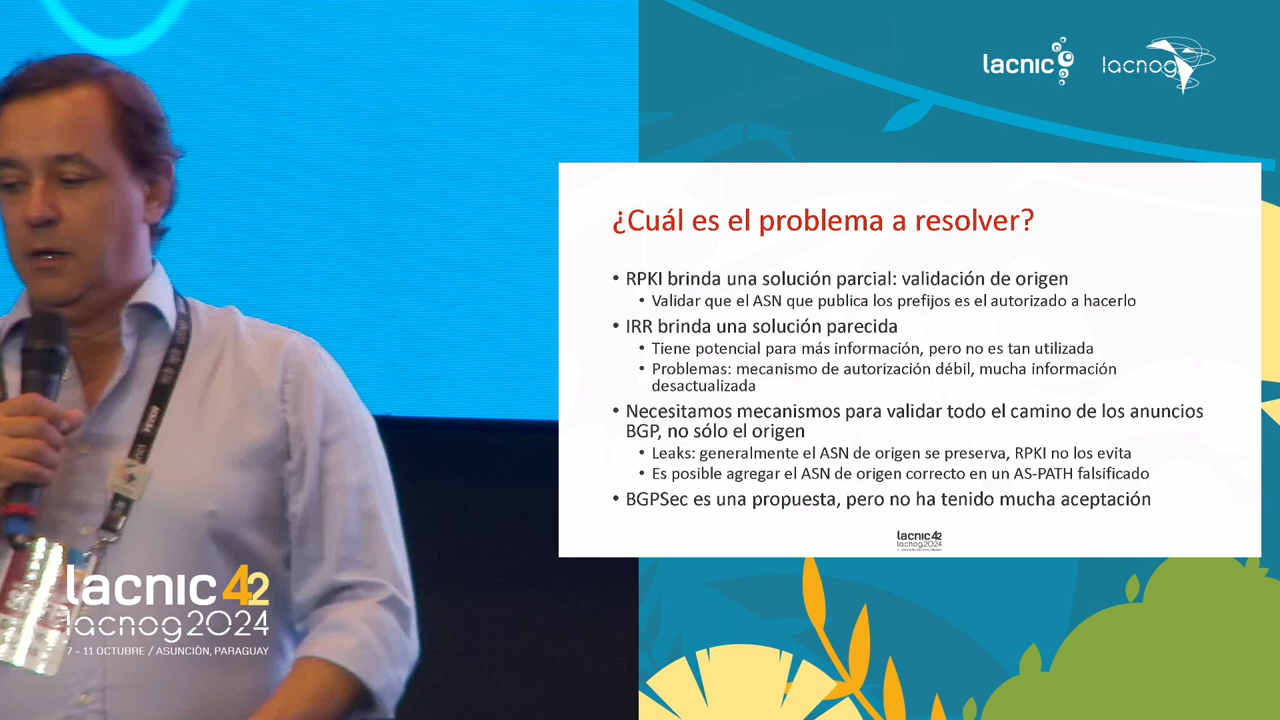 lacnic
lacnog
¿Cuál es el problema a resolver?
• RPKI brinda una solución parcial: validación de origen
• Validar que el ASN que publica los prefijos es el autorizado a hacerlo
• IRR brinda una solución parecida
• Tiene potencial para más información, pero no es tan utilizada
• Problemas: mecanismo de autorización débil, mucha información
desactualizada
• Necesitamos mecanismos para validar todo el camino de los anuncios
BGP, no sólo el origen
• Leaks: generalmente el ASN de origen se preserva, RPKI no los evita
• Es posible agregar el ASN de origen correcto en un AS-PATH falsificado
• BGPSec es una propuesta, pero no ha tenido mucha aceptación
lacnic 42
lacnog2024
lacnic 42
lacnog2024
7 - 11 OCTUBRE / ASUNCIÓN, PARAGUAY